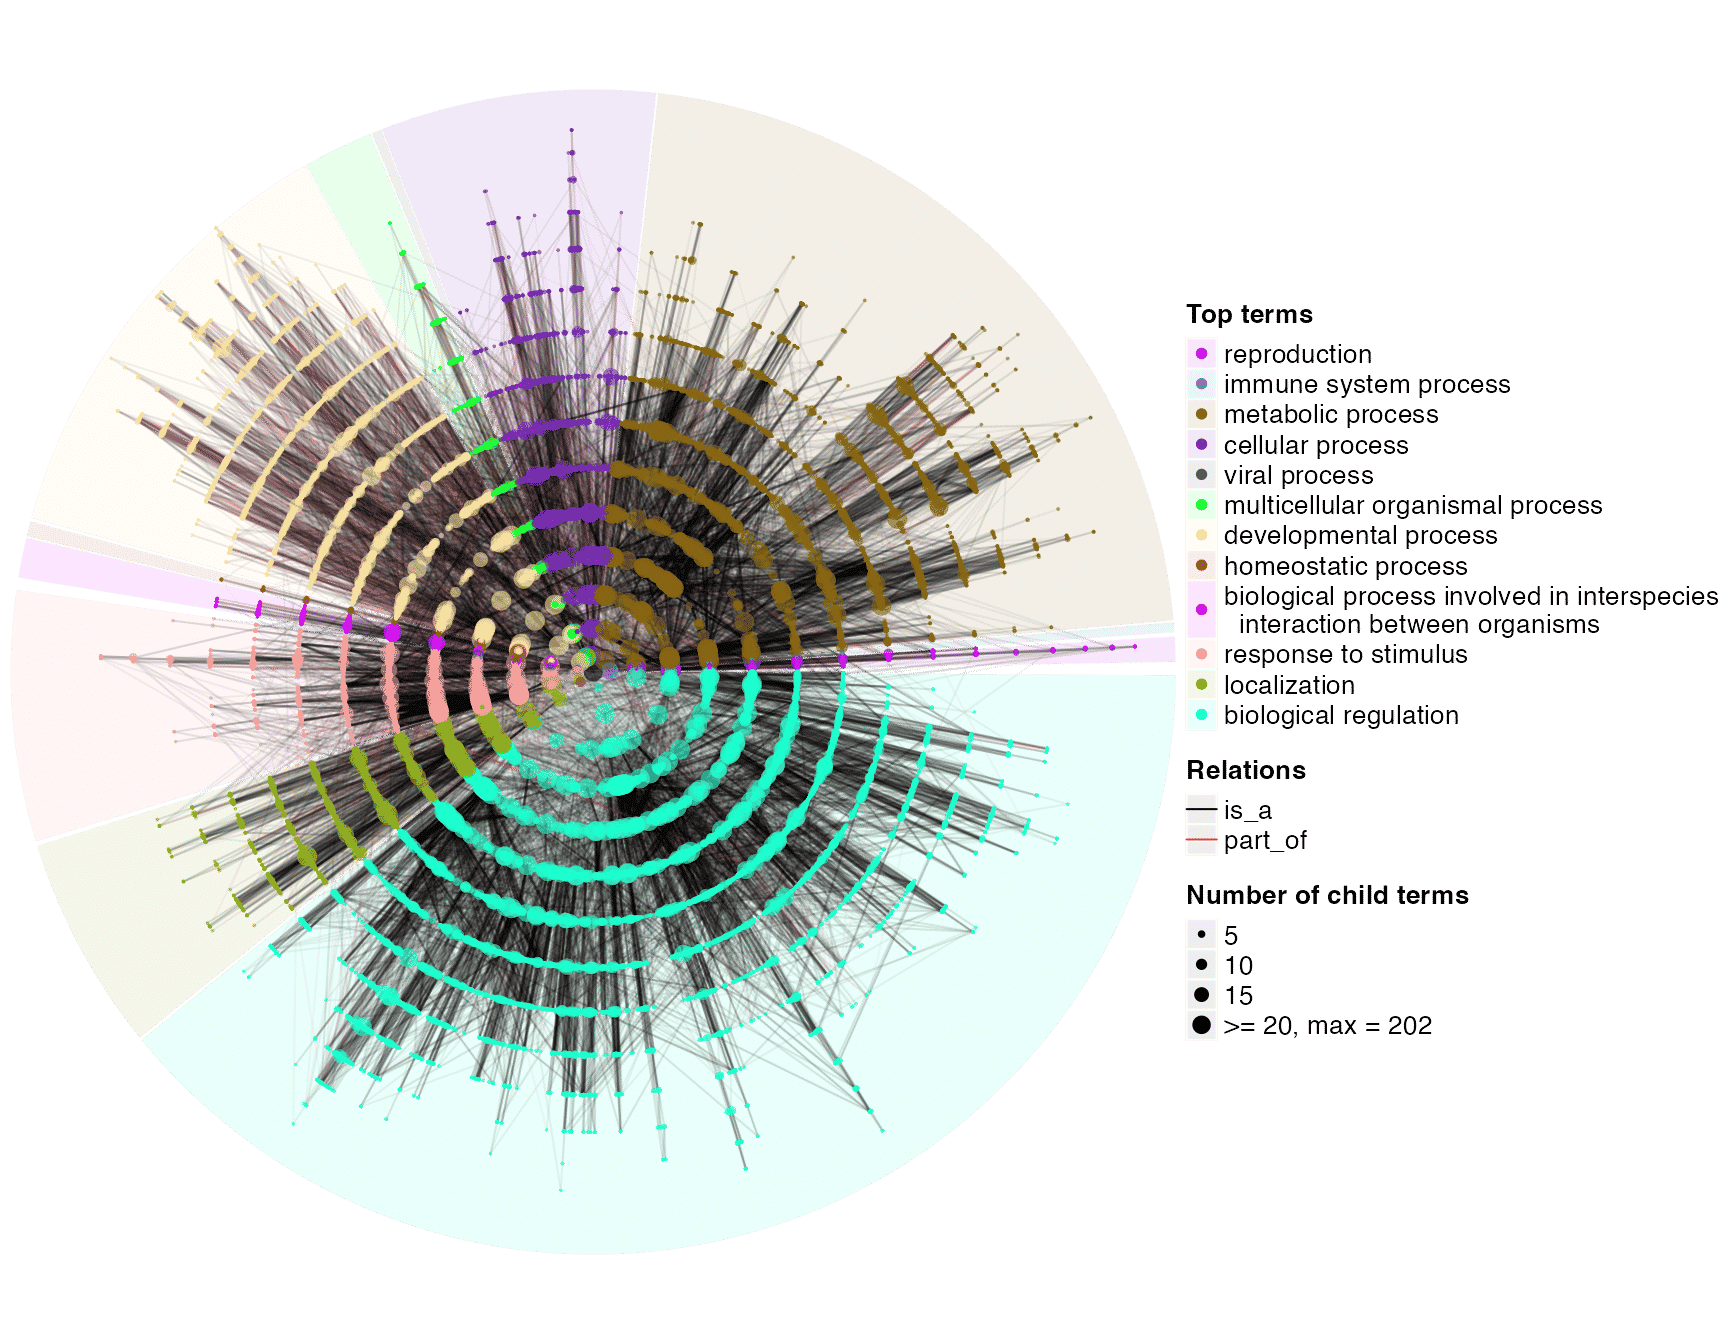 Top terms
reproduction
immune system process
metabolic process
cellular process
viral process
multicellular organismal process
developmental process
homeostatic process
biological process involved in interspecies
interaction between organisms
response to stimulus
localization
biological regulation
Relations
is_a
part_of
Number of child terms
5
10
15
>= 20, max = 202